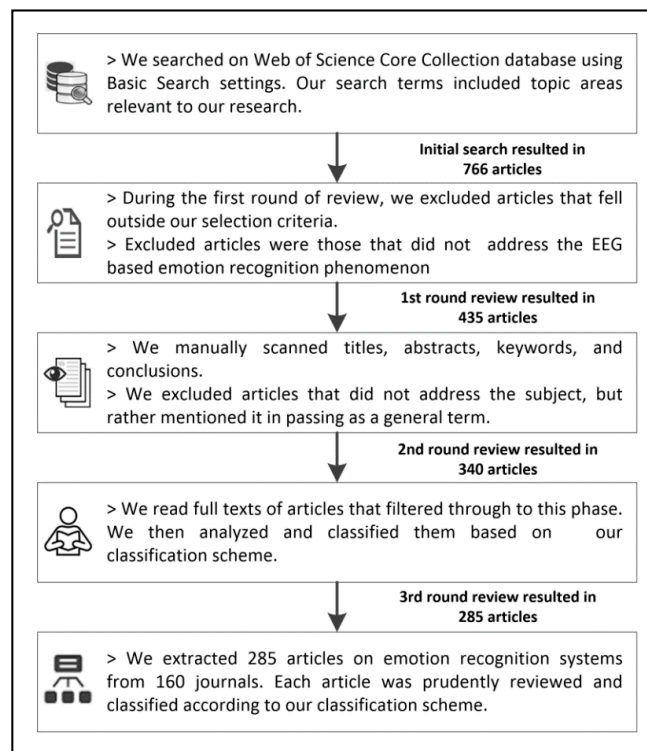 > We searched on Web of Science Core Collection database using
Basic Search settings. Our search terms included topic areas
relevant to our research.
Initial search resulted in
766 articles
> During the first round of review, we excluded articles that fell
outside our selection criteria.
> Excluded articles were those that did not address the EEG
based emotion recognition phenomenon
1st round review resulted in
435 articles
> We manually scanned titles, abstracts, keywords, and
conclusions.
> We excluded articles that did not address the subject, but
rather mentioned it in passing as a general term.
2nd round review resulted in
340 articles
> We read full texts of articles that filtered through to this phase.
We then analyzed and classified them based on our
classification scheme.
3rd round review resulted in
285 articles
> We extracted 285 articles on emotion recognition systems
from 160 journals. Each article was prudently reviewed and
classified according to our classification scheme.